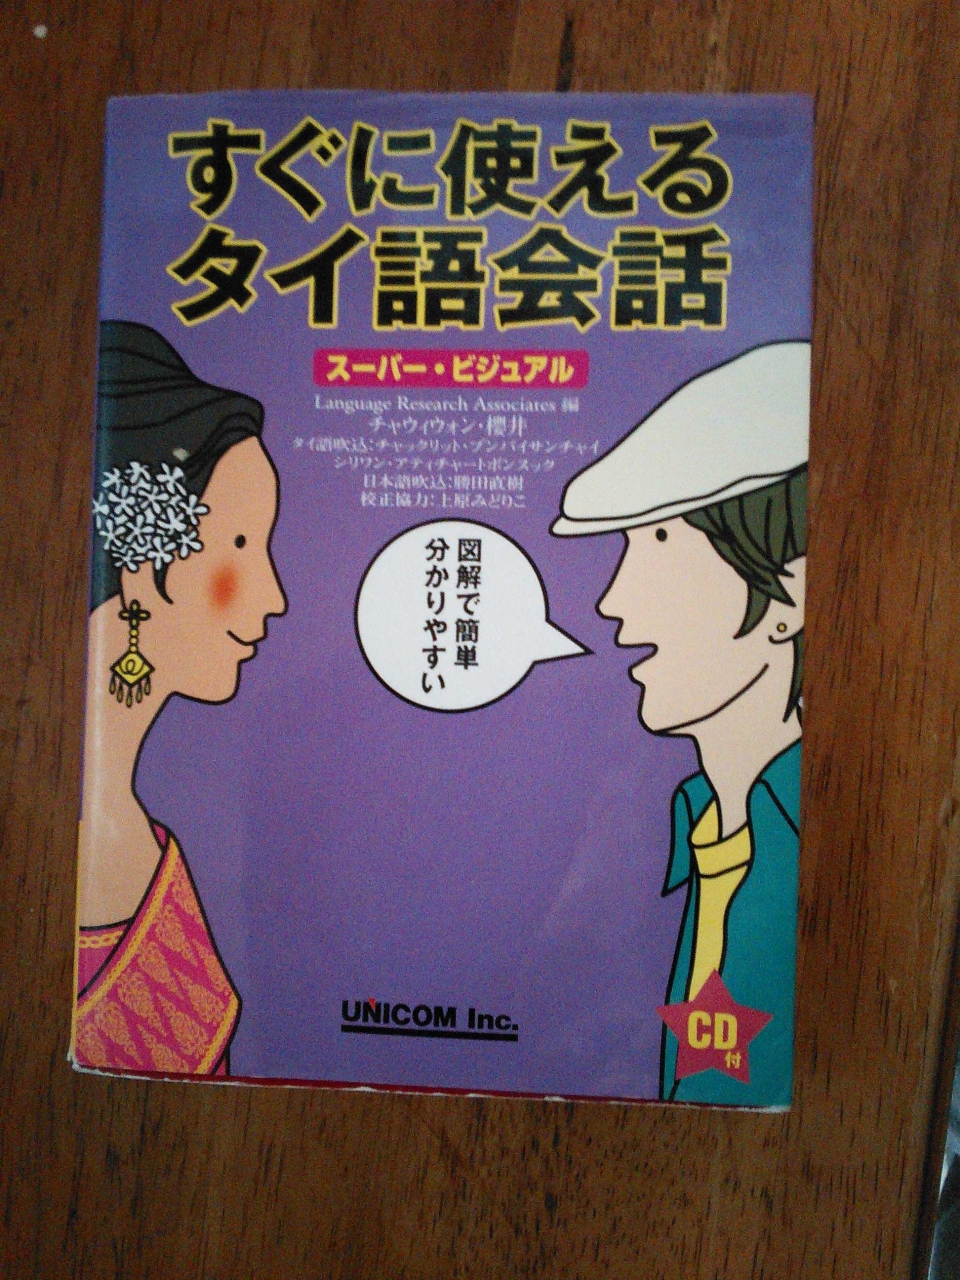 すぐに使える
タイ語会話
スーパー・ビジュアル
Language Research Associates 編
チャウィウォン・櫻井
タイ語吹込：チャックリット・ブンパイサンチャイ
シリワン・アティチャートポンスック
日本語吹込：勝田直樹
校正協力：上原みどりこ
図解で簡単
分かりやすい
UNICOM Inc.
CD
付